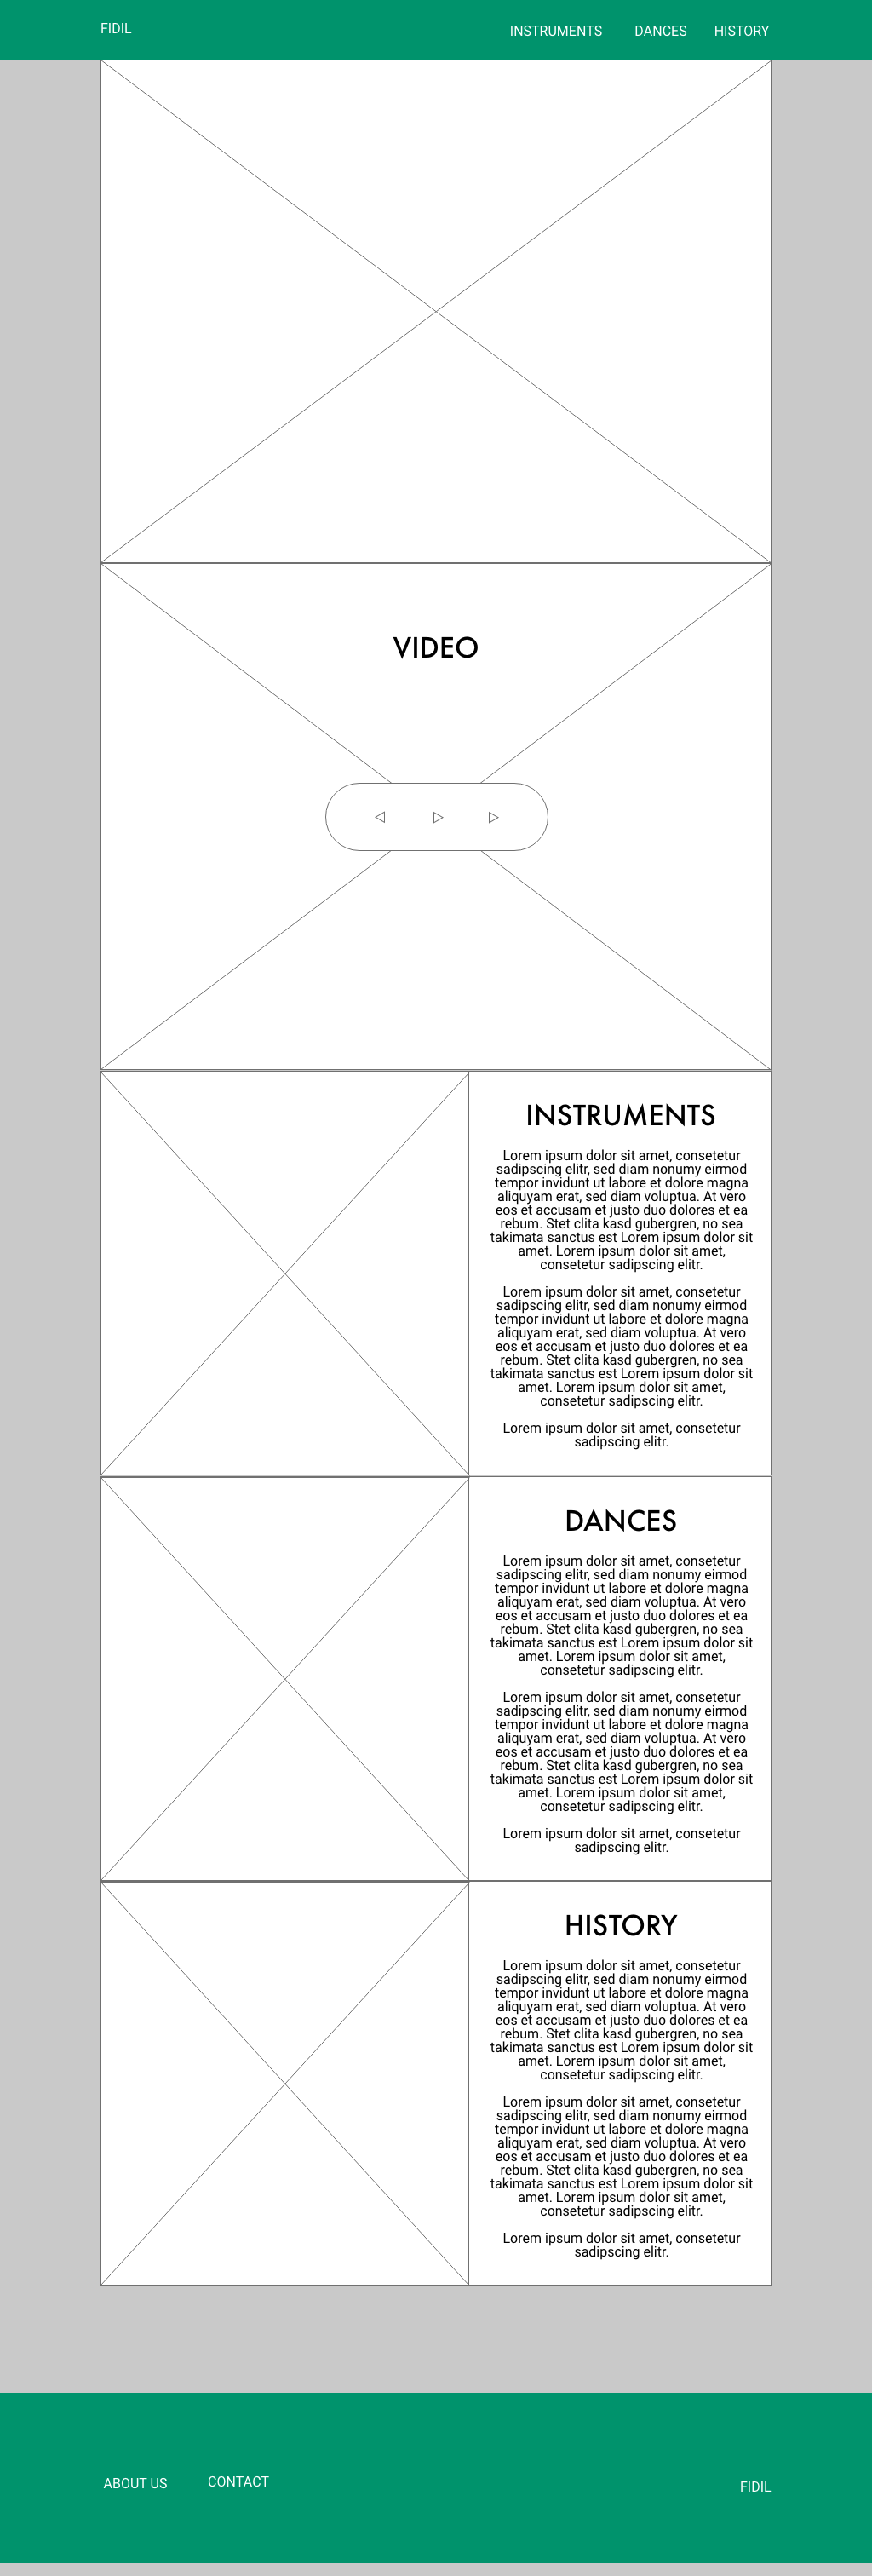 FIDIL
INSTRUMENTS DANCES HISTORY
VIDEO
INSTRUMENTS
Lorem ipsum dolor sit amet, consetetur
sadipscing elitr, sed diam nonumy eirmod
tempor invidunt ut labore et dolore magna
aliquyam erat, sed diam voluptua. At vero
eos et accusam et justo duo dolores et ea
rebum. Stet clita kasd gubergren, no sea
takimata sanctus est Lorem ipsum dolor sit
amet. Lorem ipsum dolor sit amet,
consetetur sadipscing elitr.
Lorem ipsum dolor sit amet, consetetur
sadipscing elitr, sed diam nonumy eirmod
tempor invidunt ut labore et dolore magna
aliquyam erat, sed diam voluptua. At vero
eos et accusam et justo duo dolores et ea
rebum. Stet clita kasd gubergren, no sea
takimata sanctus est Lorem ipsum dolor sit
amet. Lorem ipsum dolor sit amet,
consetetur sadipscing elitr.
Lorem ipsum dolor sit amet, consetetur
sadipscing elitr.
DANCES
Lorem ipsum dolor sit amet, consetetur
sadipscing elitr, sed diam nonumy eirmod
tempor invidunt ut labore et dolore magna
aliquyam erat, sed diam voluptua. At vero
eos et accusam et justo duo dolores et ea
rebum. Stet clita kasd gubergren, no sea
takimata sanctus est Lorem ipsum dolor sit
amet. Lorem ipsum dolor sit amet,
consetetur sadipscing elitr.
Lorem ipsum dolor sit amet, consetetur
sadipscing elitr, sed diam nonumy eirmod
tempor invidunt ut labore et dolore magna
aliquyam erat, sed diam voluptua. At vero
eos et accusam et justo duo dolores et ea
rebum. Stet clita kasd gubergren, no sea
takimata sanctus est Lorem ipsum dolor sit
amet. Lorem ipsum dolor sit amet,
consetetur sadipscing elitr.
Lorem ipsum dolor sit amet, consetetur
sadipscing elitr.
HISTORY
Lorem ipsum dolor sit amet, consetetur
sadipscing elitr, sed diam nonumy eirmod
tempor invidunt ut labore et dolore magna
aliquyam erat, sed diam voluptua. At vero
eos et accusam et justo duo dolores et ea
rebum. Stet clita kasd gubergren, no sea
takimata sanctus est Lorem ipsum dolor sit
amet. Lorem ipsum dolor sit amet,
consetetur sadipscing elitr.
Lorem ipsum dolor sit amet, consetetur
sadipscing elitr, sed diam nonumy eirmod
tempor invidunt ut labore et dolore magna
aliquyam erat, sed diam voluptua. At vero
eos et accusam et justo duo dolores et ea
rebum. Stet clita kasd gubergren, no sea
takimata sanctus est Lorem ipsum dolor sit
amet. Lorem ipsum dolor sit amet,
consetetur sadipscing elitr.
Lorem ipsum dolor sit amet, consetetur
sadipscing elitr.
ABOUT US CONTACT
FIDIL